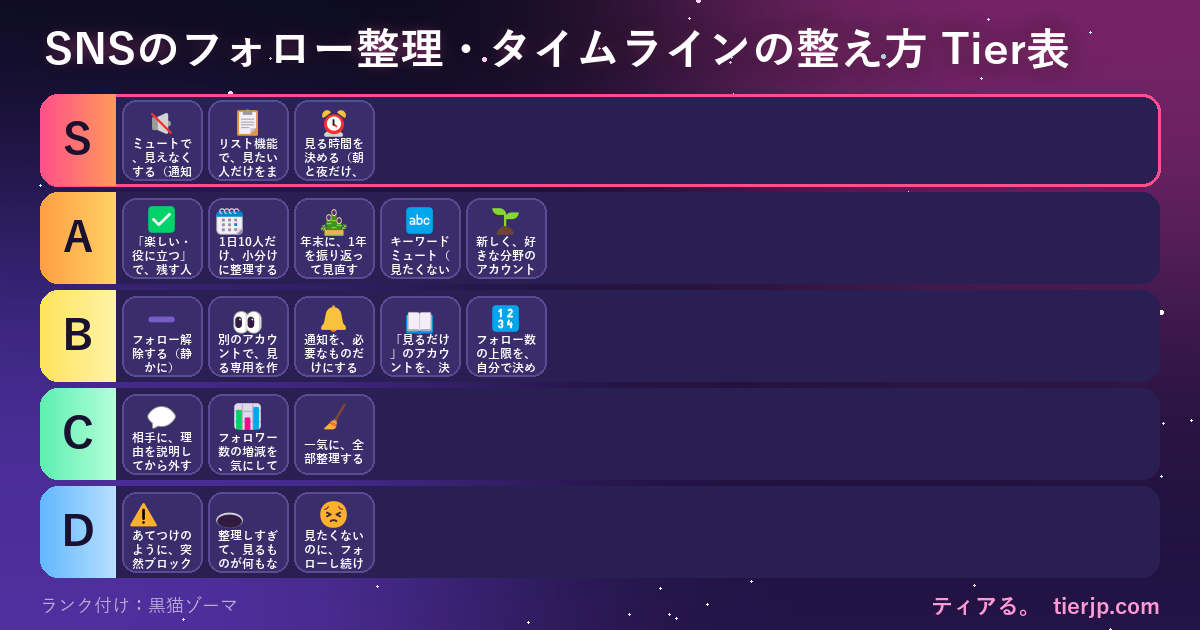 SNSのフォロー整理・タイムラインの整え方 Tier表
S
ミュートで
、見えなく
する（通知
リスト機能
で、見たい
人だけをま
見る時間を
決める（朝
と夜だけ、
A
「楽しい・
役に立つ」
で、残す人
1日10人だ
け、小分け
に整理する
年末に、1年
を振り返っ
て見直す
abc
キーワード
ミュート（
見たくない
新しく、好
きな分野の
アカウント
B
フォロー解
除する（静
かに）
別のアカウ
ントで、見
る専用を作
通知を、必
要なものだ
けにする
「見るだけ
」のアカウ
ントを、決
1 2
3 4
フォロー数
の上限を、
自分で決め
C
相手に、理
由を説明し
てから外す
フォロワー
数の増減を
、気にして
一気に、全
部整理する
D
あてつけの
ように、突
然ブロック
整理しすぎ
て、見るも
のが何もな
見たくない
のに、フォ
ローし続け
ランク付け：黒猫ゾーマ
ティアる。 tierjp.com